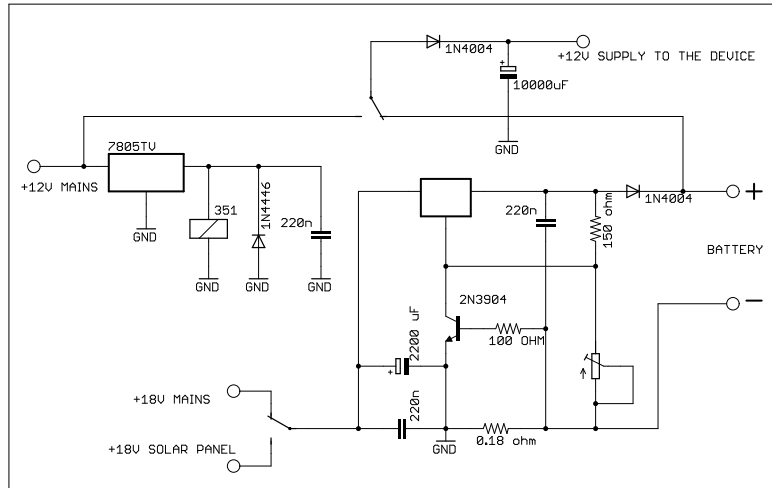 1N4004
+12V SUPPLY TO THE DEVICE
+
10000uF
GND
7805TV
+12V MAINS
GND
351
GND
1N4446
GND
220n
GND
220n
150 ohm
1N4004
+
BATTERY
−
2N3904
100 OHM
2200 uF
+
220n
GND
0.18 ohm
+18V MAINS
+18V SOLAR PANEL